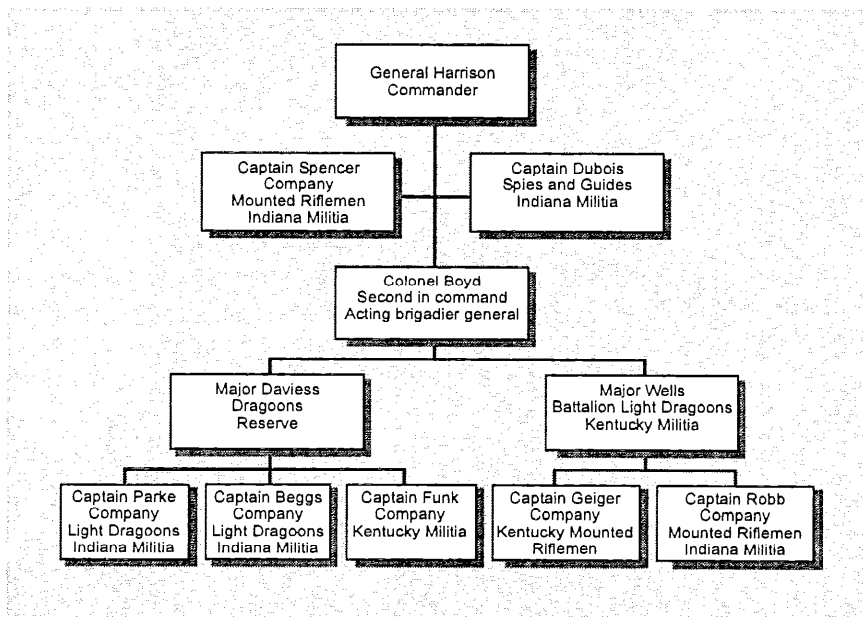 General Harrison
Commander
Captain Spencer
Company
Mounted Riflemen
Indiana Militia
Captain Dubois
Spies and Guides
Indiana Militia
Colonel Boyd
Second in command
Acting brigadier general
Major Daviess
Dragoons
Reserve
Major Wells
Battalion Light Dragoons
Kentucky Militia
Captain Parke
Company
Light Dragoons
Indiana Militia
Captain Beggs
Company
Light Dragoons
Indiana Militia
Captain Funk
Company
Kentucky Militia
Captain Geiger
Company
Kentucky Mounted
Riflemen
Captain Robb
Company
Mounted Riflemen
Indiana Militia